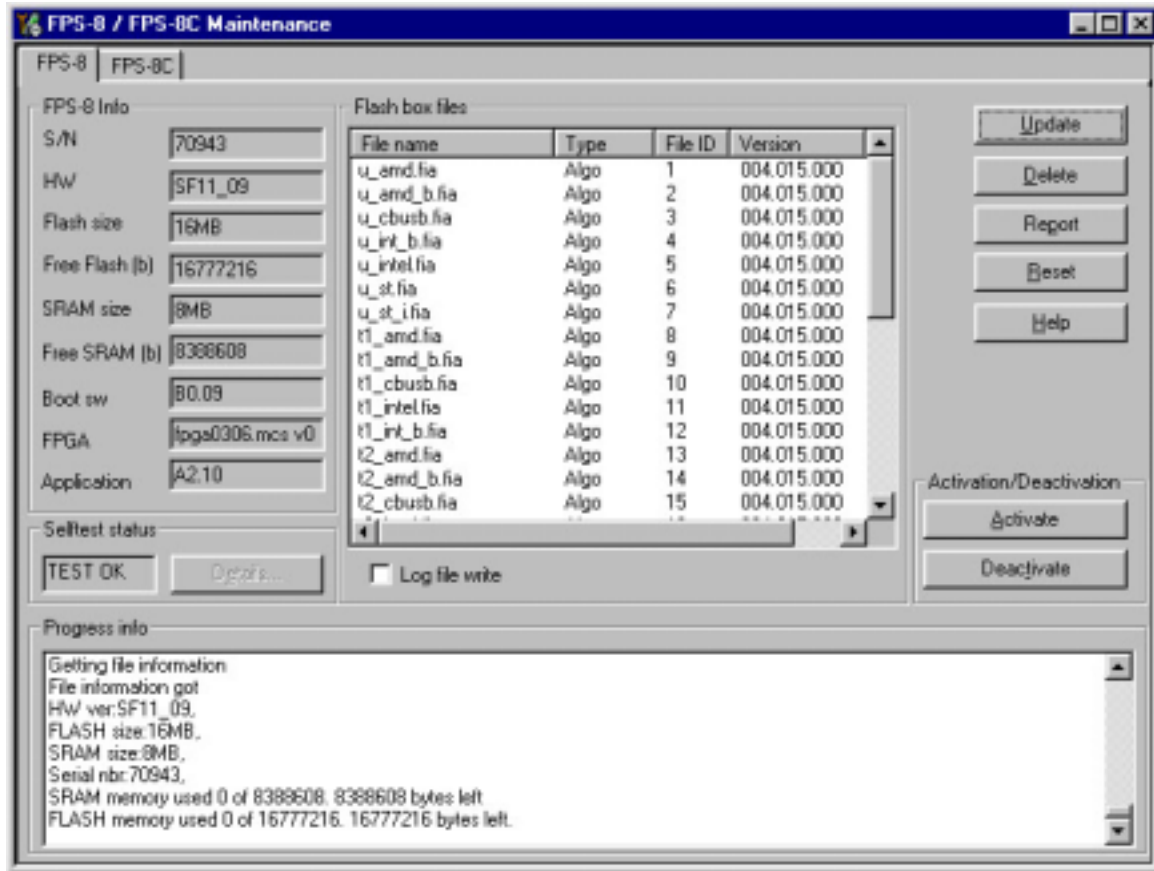 FPS-8 / FPS-8C Maintenance
FPS-8 FPS-8C
FPS-8 Info
S/N 70943
HW SF11_09
Flash size 16MB
Free Flash (b) 16777216
SRAM size 8MB
Free SRAM (b) 8388608
Boot sw B0.09
FPGA fpga0306.mcs v0
Application A2.10
Selftest status
TEST OK Details...
Flash box files
File name Type File ID Version
u_amd.fia Algo 1 004.015.000
u_amd_b.fia Algo 2 004.015.000
u_cbusb.fia Algo 3 004.015.000
u_int_b.fia Algo 4 004.015.000
u_intel.fia Algo 5 004.015.000
u_st.fia Algo 6 004.015.000
u_st_i.fia Algo 7 004.015.000
t1_amd.fia Algo 8 004.015.000
t1_amd_b.fia Algo 9 004.015.000
t1_cbusb.fia Algo 10 004.015.000
t1_intel.fia Algo 11 004.015.000
t1_int_b.fia Algo 12 004.015.000
t2_amd.fia Algo 13 004.015.000
t2_amd_b.fia Algo 14 004.015.000
t2_cbusb.fia Algo 15 004.015.000
Log file write
Update
Delete
Report
Reset
Help
Activation/Deactivation
Activate
Deactivate
Progress info
Getting file information
File information got
HW ver:SF11_09,
FLASH size:16MB,
SRAM size:8MB,
Serial nbr:70943,
SRAM memory used 0 of 8388608. 8388608 bytes left
FLASH memory used 0 of 16777216. 16777216 bytes left.